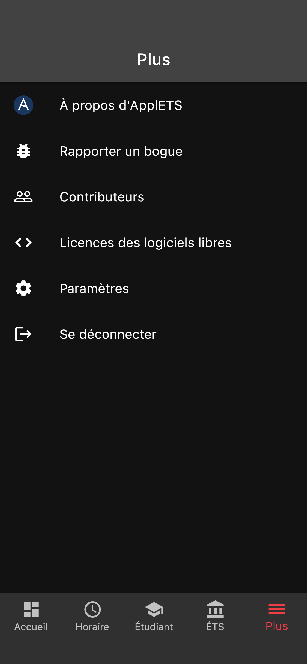 Plus
À propos d'ApplETS
Rapporter un bogue
Contributeurs
Licences des logiciels libres
Paramètres
Se déconnecter
Accueil
Horaire
Étudiant
ÉTS
Plus